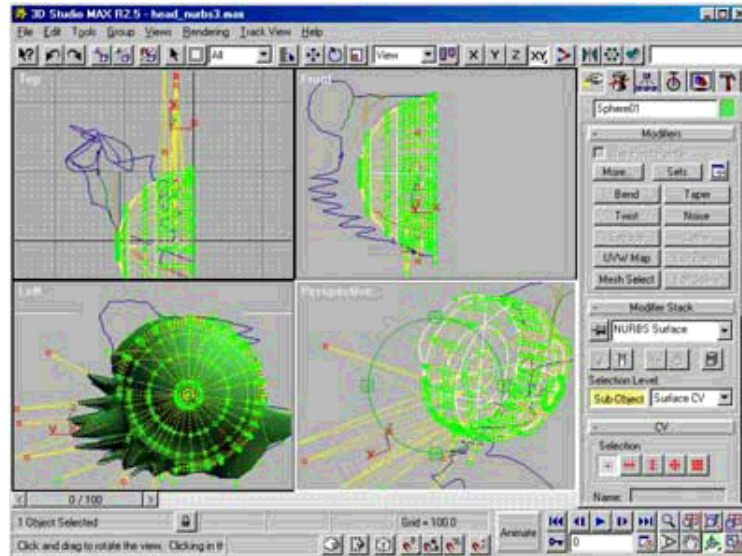 3D Studio MAX R2.5 - head_nurbs3.max
File Edit Tools Group Views Rendering Track View Help
All View X Y Z XY
Top Front
Sphere01
Modifiers
More... Sets
Bend Taper
Twist Noise
UVW Map
Mesh Select
Left Perspective
Modifier Stack
NURBS Surface
Selection Level:
Sub-Object Surface CV
CV
Selection
Name:
0 / 100
1 Object Selected Grid = 100.0 Animate
Click and drag to rotate the view. Clicking in th 0